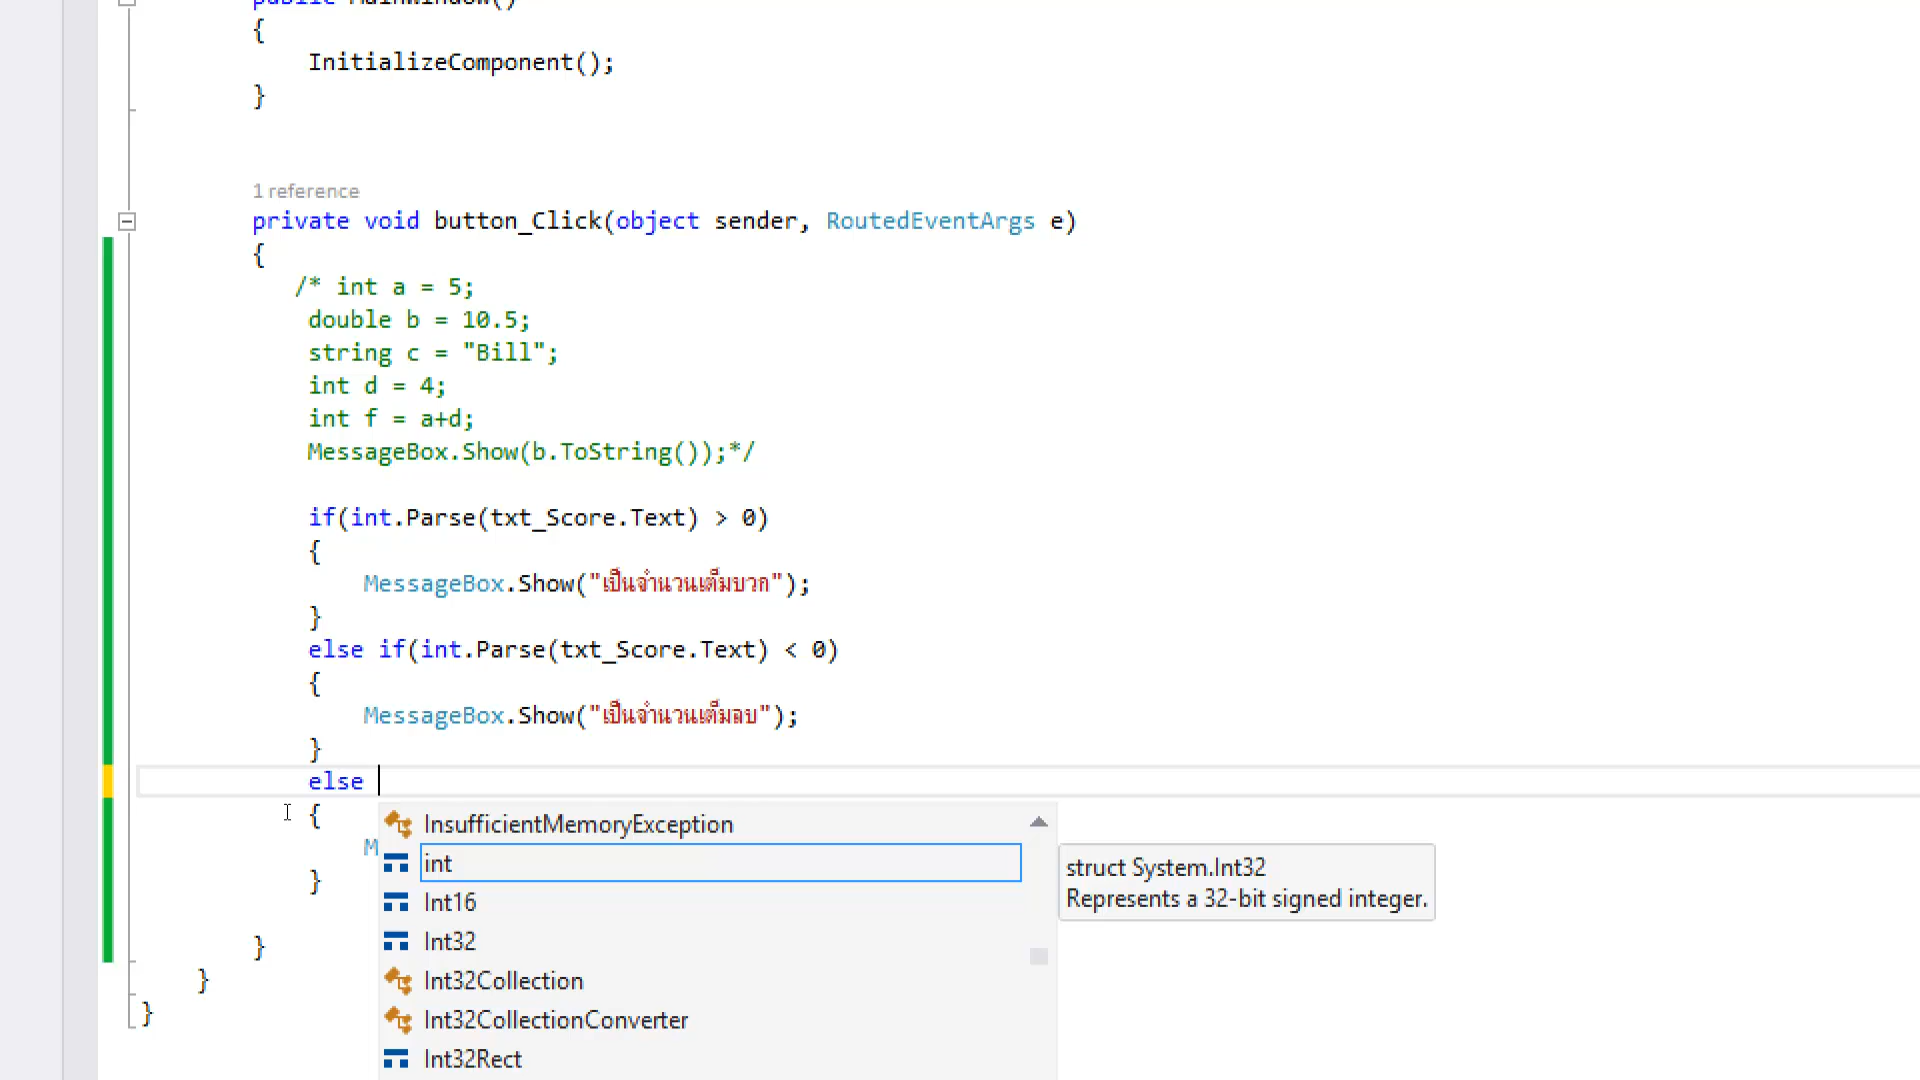 {
InitializeComponent();
}
1 reference
private void button_Click(object sender, RoutedEventArgs e)
{
/* int a = 5;
double b = 10.5;
string c = "Bill";
int d = 4;
int f = a+d;
MessageBox.Show(b.ToString());*/
if(int.Parse(txt_Score.Text) > 0)
{
MessageBox.Show("เป็นจำนวนเต็มบวก");
}
else if(int.Parse(txt_Score.Text) < 0)
{
MessageBox.Show("เป็นจำนวนเต็มลบ");
}
else
{
M
}
}
}
}
InsufficientMemoryException
int
Int16
Int32
Int32Collection
Int32CollectionConverter
Int32Rect
struct System.Int32
Represents a 32-bit signed integer.